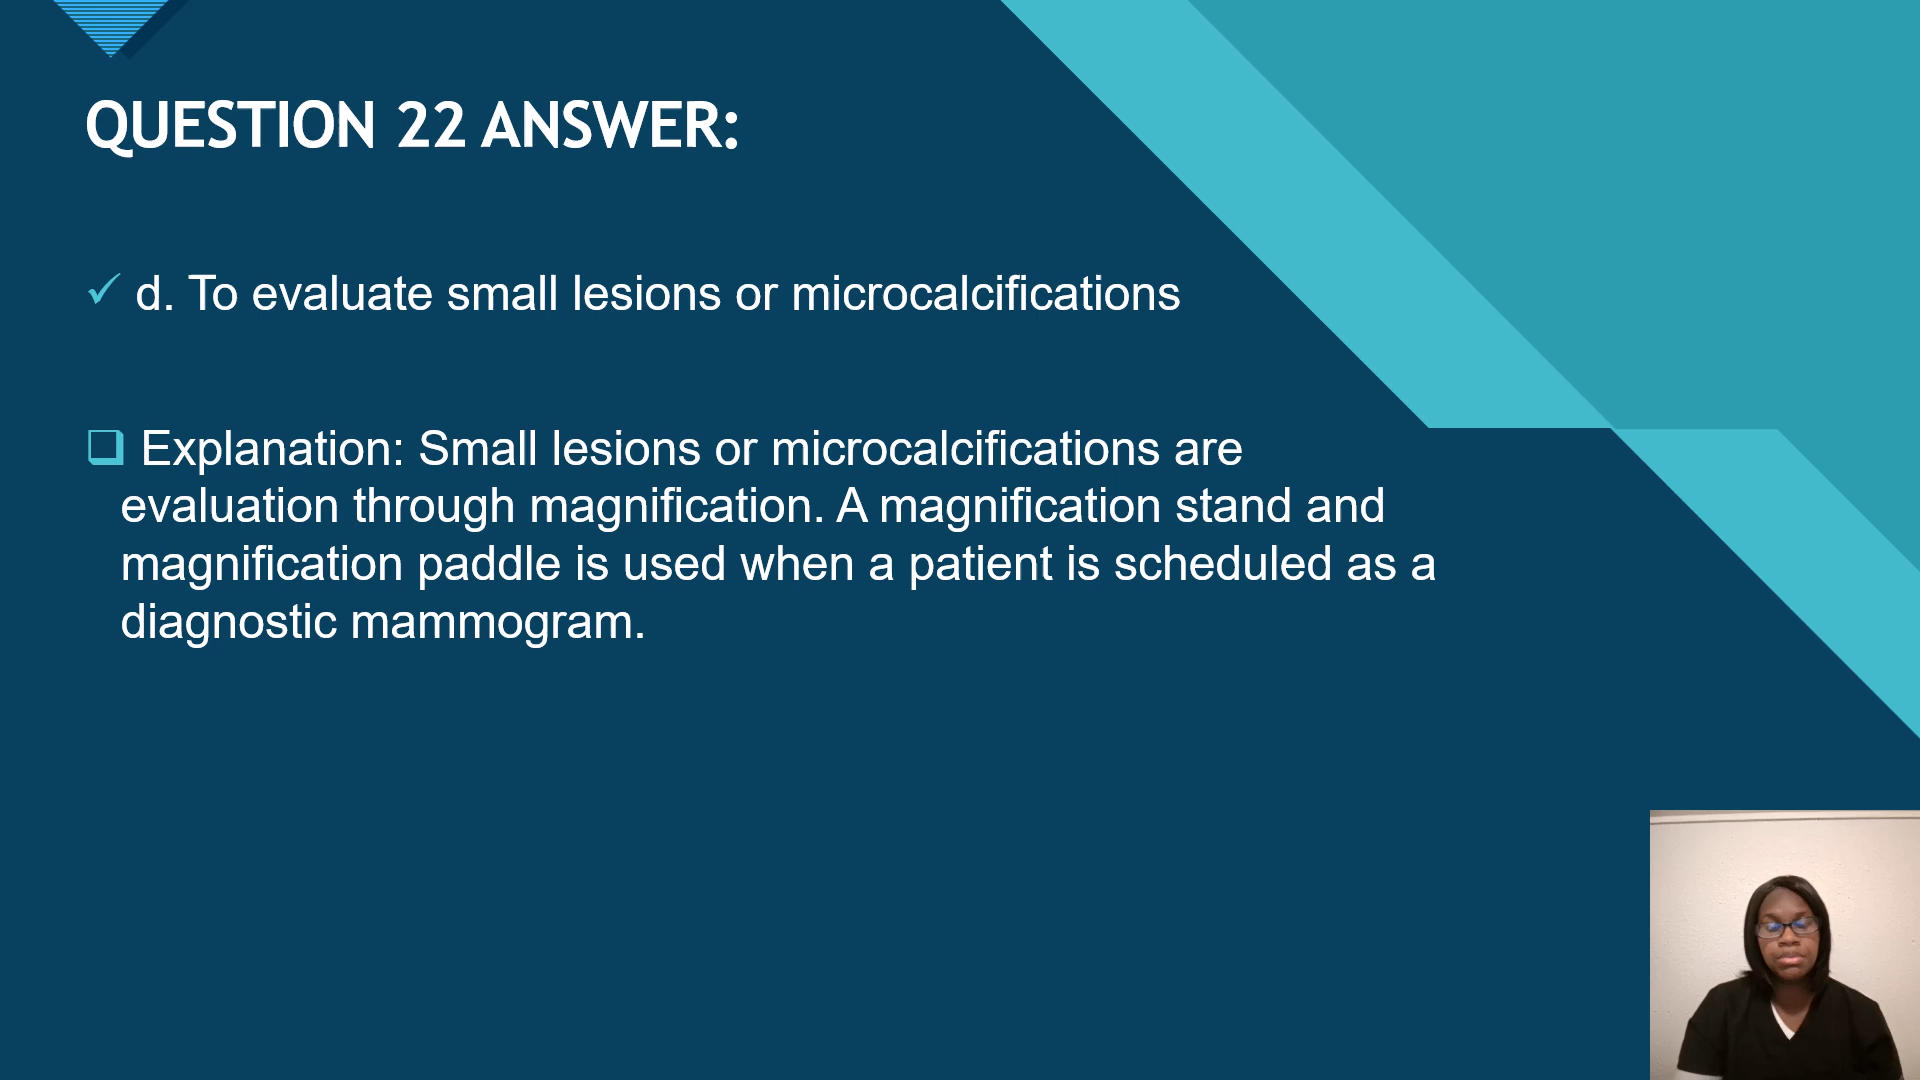 QUESTION 22 ANSWER:
d. To evaluate small lesions or microcalcifications
Explanation: Small lesions or microcalcifications are
evaluation through magnification. A magnification stand and
magnification paddle is used when a patient is scheduled as a
diagnostic mammogram.